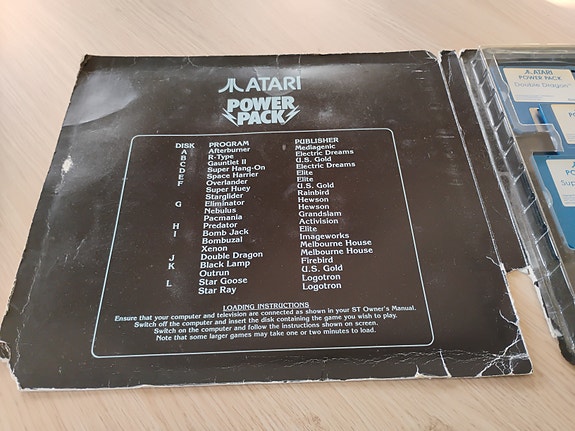 ATARI
POWER
PACK
DISK PROGRAM PUBLISHER
A Afterburner Mediagenic
B R-Type Electric Dreams
C Gauntlet II U.S. Gold
D Super Hang-On Electric Dreams
E Space Harrier Elite
F Overlander Elite
Super Huey U.S. Gold
Starglider Rainbird
G Eliminator Hewson
Nebulus Hewson
Pacmania Grandslam
H Predator Activision
I Bomb Jack Elite
Bombuzal Imageworks
Xenon Melbourne House
J Double Dragon Melbourne House
K Black Lamp Firebird
Outrun U.S. Gold
L Star Goose Logotron
Star Ray Logotron
LOADING INSTRUCTIONS
Ensure that your computer and television are connected as shown in your ST Owner's Manual.
Switch off the computer and insert the disk containing the game you wish to play.
Switch on the computer and follow the instructions shown on screen.
Note that some larger games may take one or two minutes to load.
ATARI
POWER PACK
Double Dragon